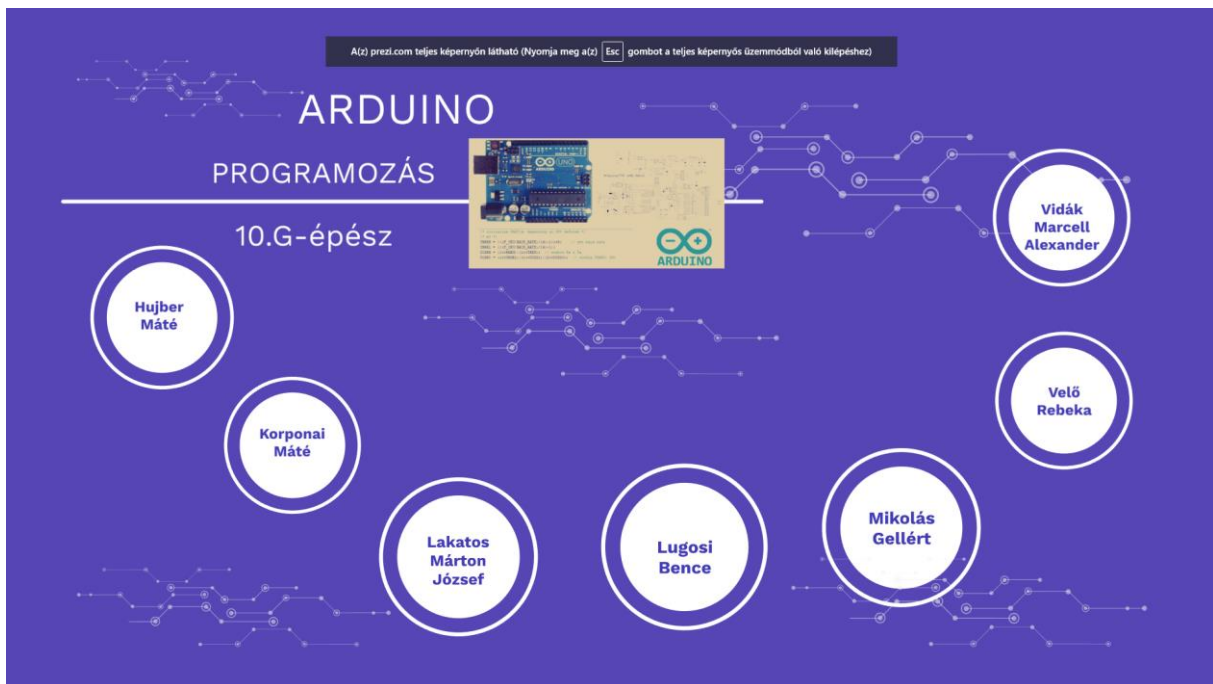 A(z) prezi.com teljes képernyőn látható (Nyomja meg a(z) Esc gombot a teljes képernyős üzemmódból való kilépéshez)
ARDUINO
PROGRAMOZÁS
10.G-épész
UNO
ARDUINO
Vidák
Marcell
Alexander
Hujber
Máté
Velő
Rebeka
Korponai
Máté
Lakatos
Márton
József
Lugosi
Bence
Mikolás
Gellért